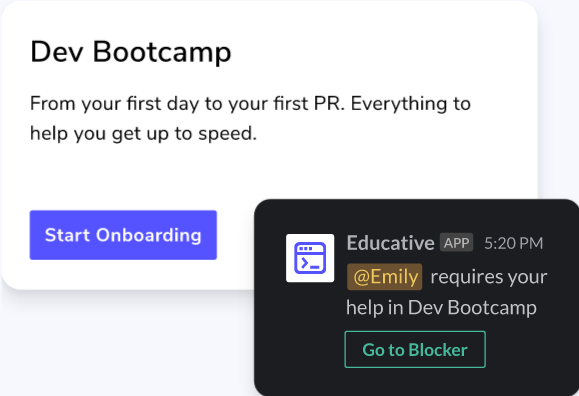 Dev Bootcamp
From your first day to your first PR. Everything to
help you get up to speed.
Start Onboarding
Educative APP 5:20 PM
@Emily requires your
help in Dev Bootcamp
Go to Blocker